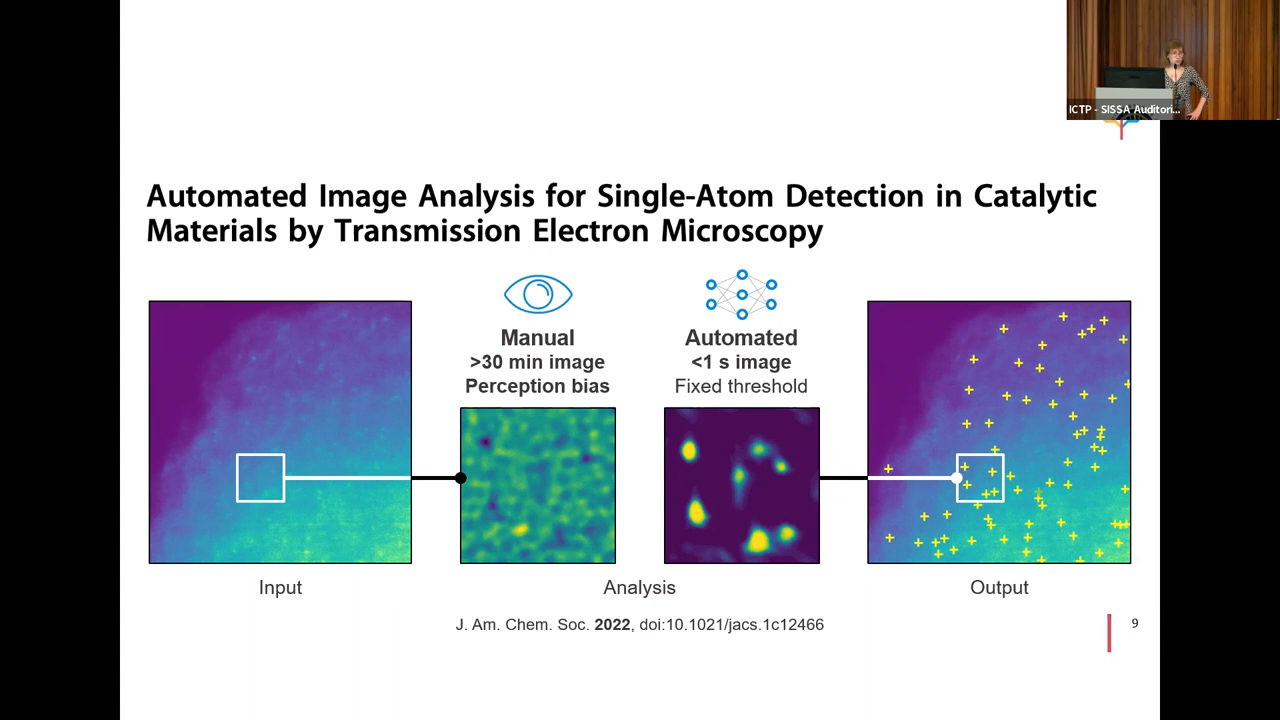 ICTP - SISSA Auditori...
Automated Image Analysis for Single-Atom Detection in Catalytic
Materials by Transmission Electron Microscopy
Manual
>30 min image
Perception bias
Automated
<1 s image
Fixed threshold
Input
Analysis
Output
J. Am. Chem. Soc. 2022, doi:10.1021/jacs.1c12466
9